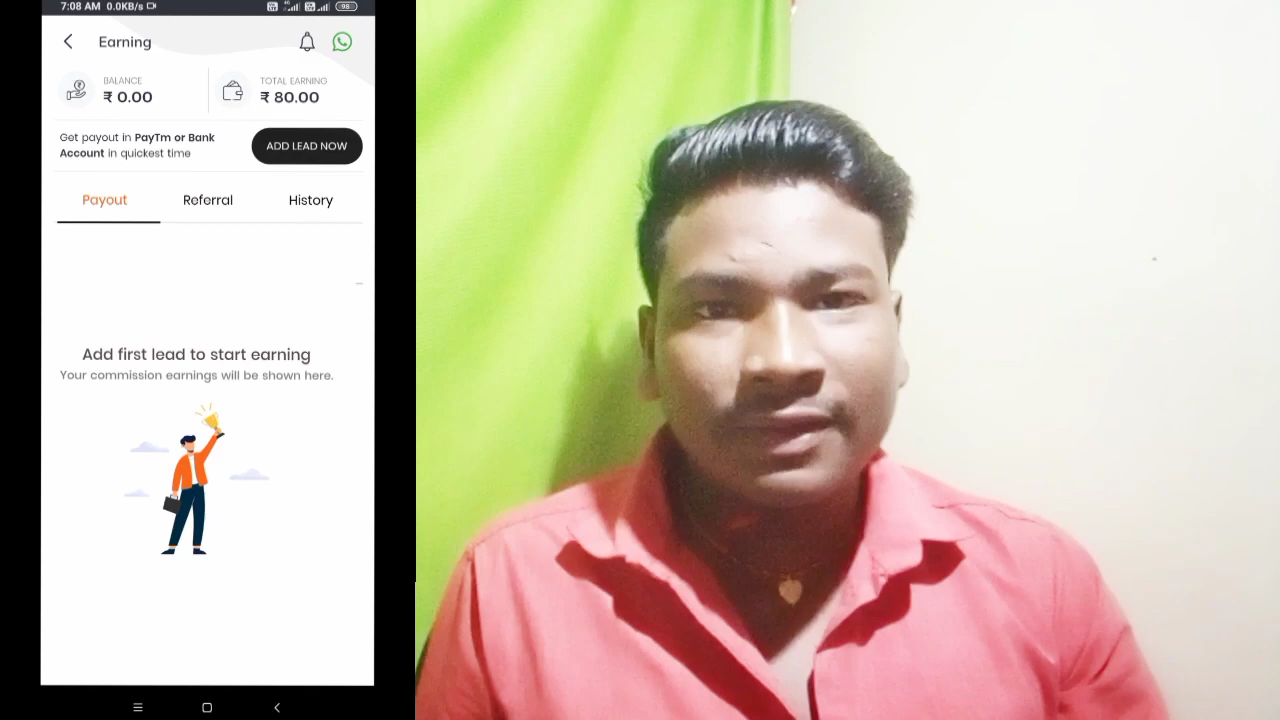 7:08 AM 0.0KB/s
98
Earning
BALANCE
₹ 0.00
TOTAL EARNING
₹ 80.00
Get payout in PayTm or Bank
Account in quickest time
ADD LEAD NOW
Payout Referral History
Add first lead to start earning
Your commission earnings will be shown here.